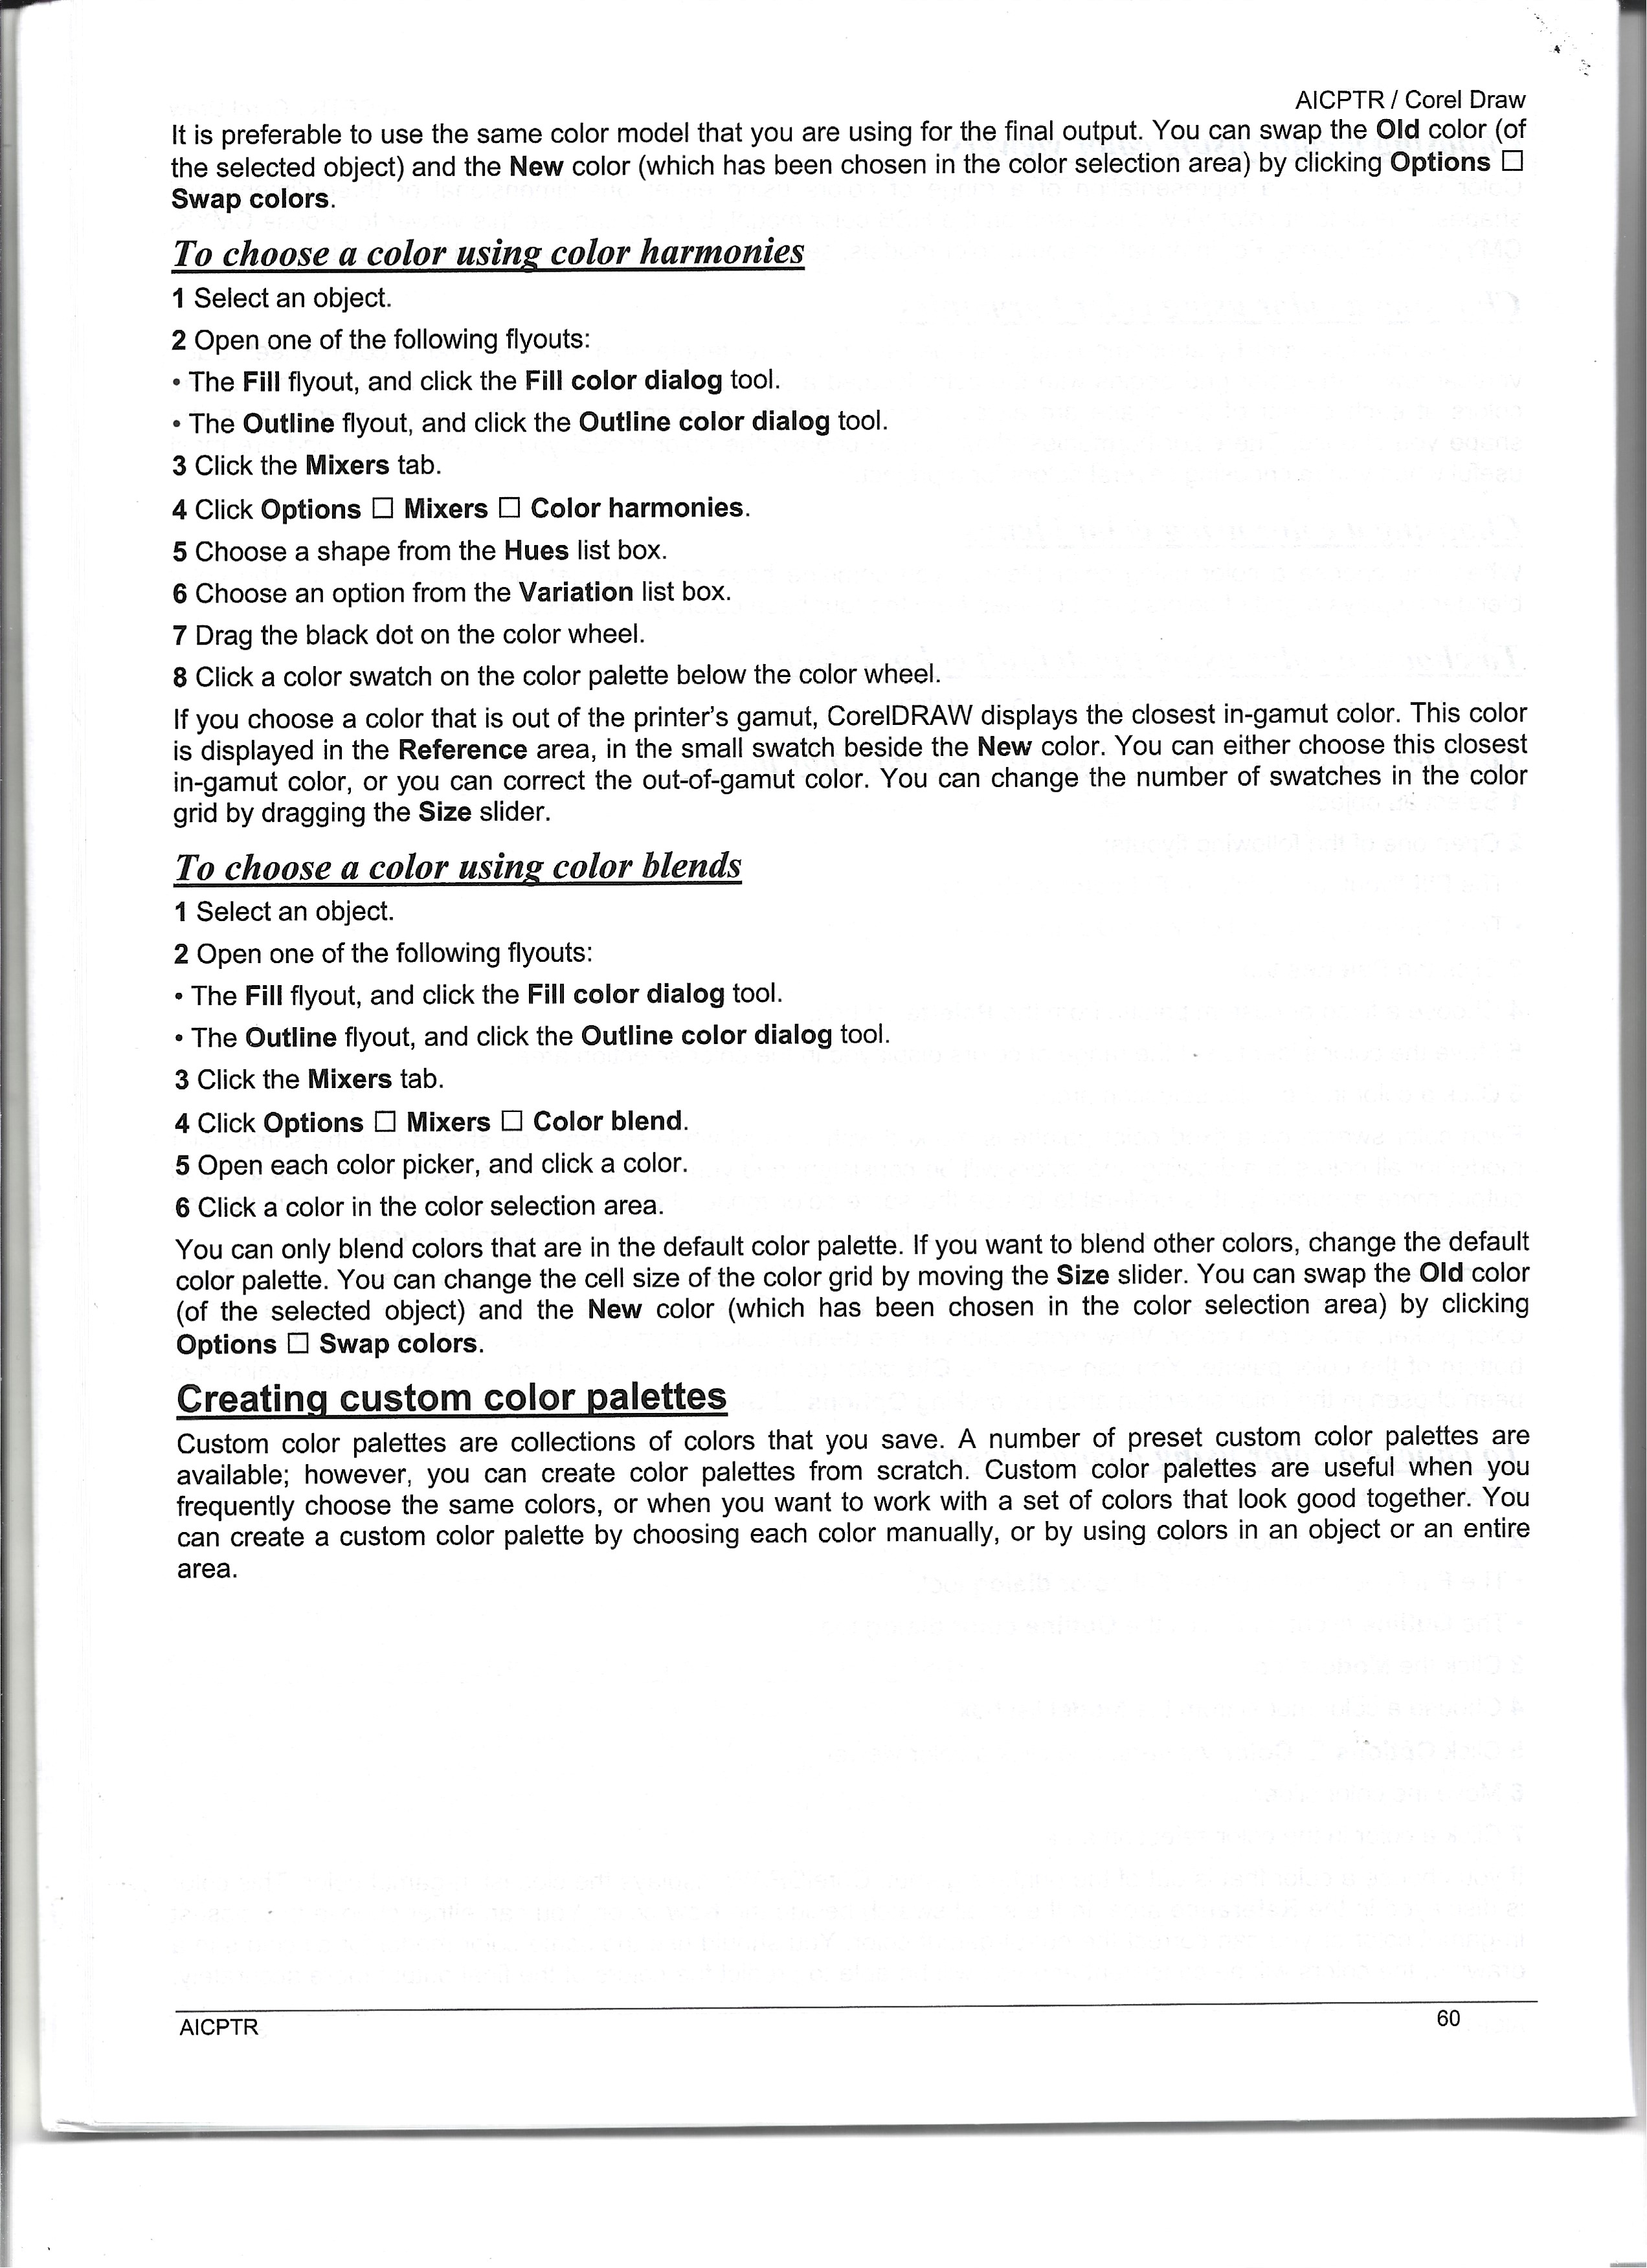 AICPTR / Corel Draw
It is preferable to use the same color model that you are using for the final output. You can swap the Old color (of
the selected object) and the New color (which has been chosen in the color selection area) by clicking Options □
Swap colors.
To choose a color using color harmonies
1 Select an object.
2 Open one of the following flyouts:
• The Fill flyout, and click the Fill color dialog tool.
• The Outline flyout, and click the Outline color dialog tool.
3 Click the Mixers tab.
4 Click Options □ Mixers □ Color harmonies.
5 Choose a shape from the Hues list box.
6 Choose an option from the Variation list box.
7 Drag the black dot on the color wheel.
8 Click a color swatch on the color palette below the color wheel.
If you choose a color that is out of the printer's gamut, CorelDRAW displays the closest in-gamut color. This color
is displayed in the Reference area, in the small swatch beside the New color. You can either choose this closest
in-gamut color, or you can correct the out-of-gamut color. You can change the number of swatches in the color
grid by dragging the Size slider.
To choose a color using color blends
1 Select an object.
2 Open one of the following flyouts:
• The Fill flyout, and click the Fill color dialog tool.
• The Outline flyout, and click the Outline color dialog tool.
3 Click the Mixers tab.
4 Click Options □ Mixers □ Color blend.
5 Open each color picker, and click a color.
6 Click a color in the color selection area.
You can only blend colors that are in the default color palette. If you want to blend other colors, change the default
color palette. You can change the cell size of the color grid by moving the Size slider. You can swap the Old color
(of the selected object) and the New color (which has been chosen in the color selection area) by clicking
Options □ Swap colors.
Creating custom color palettes
Custom color palettes are collections of colors that you save. A number of preset custom color palettes are
available; however, you can create color palettes from scratch. Custom color palettes are useful when you
frequently choose the same colors, or when you want to work with a set of colors that look good together. You
can create a custom color palette by choosing each color manually, or by using colors in an object or an entire
area.
AICPTR
60